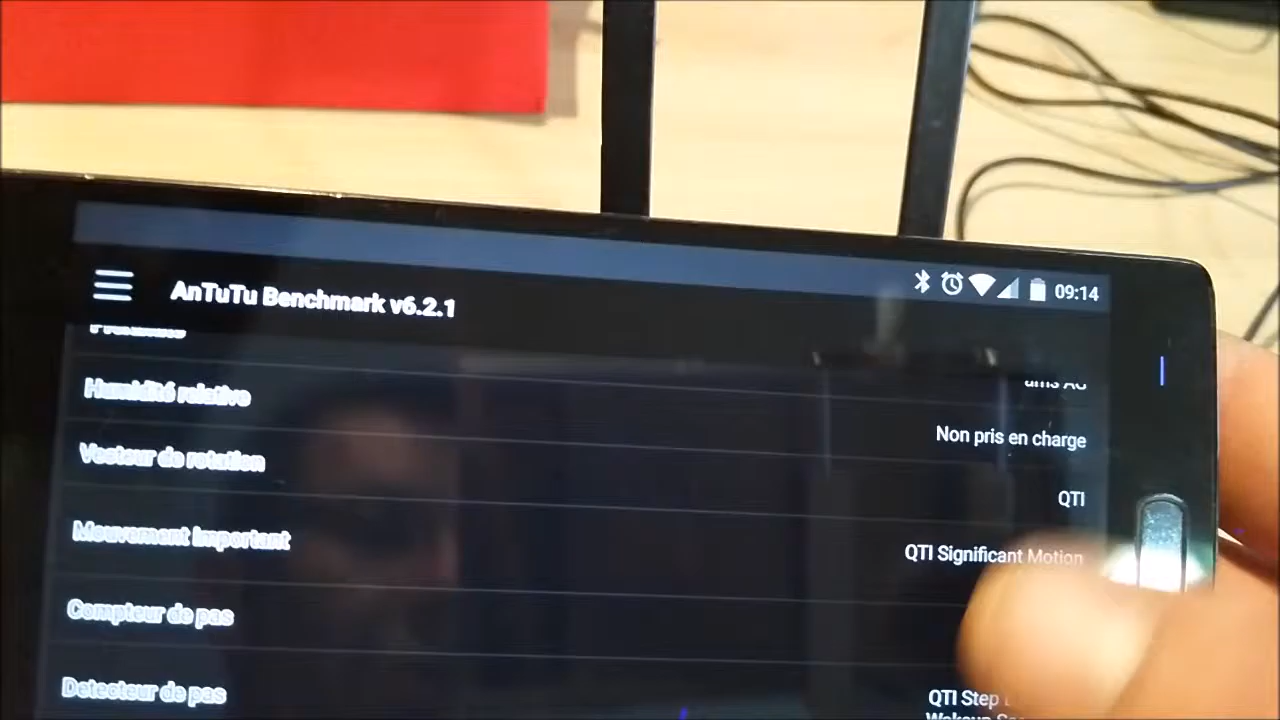 09:14
AnTuTu Benchmark v6.2.1
Humidité relative
Non pris en charge
Vecteur de rotation
QTI
Mouvement Important
QTI Significant Motion
Compteur de pas
Detecteur de pas
QTI Step